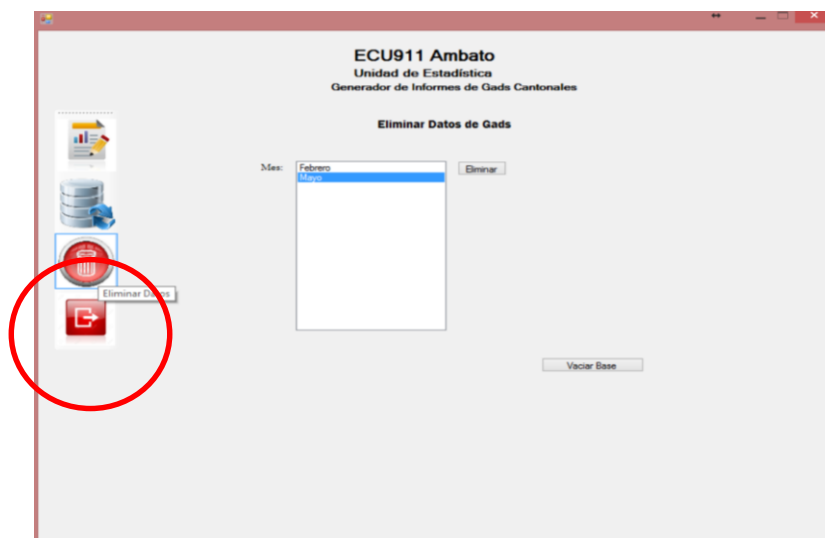 ECU911 Ambato
Unidad de Estadística
Generador de Informes de Gads Cantonales
Eliminar Datos de Gads
Mes:
Febrero
Eliminar
Mayo
Eliminar Datos
Vaciar Base